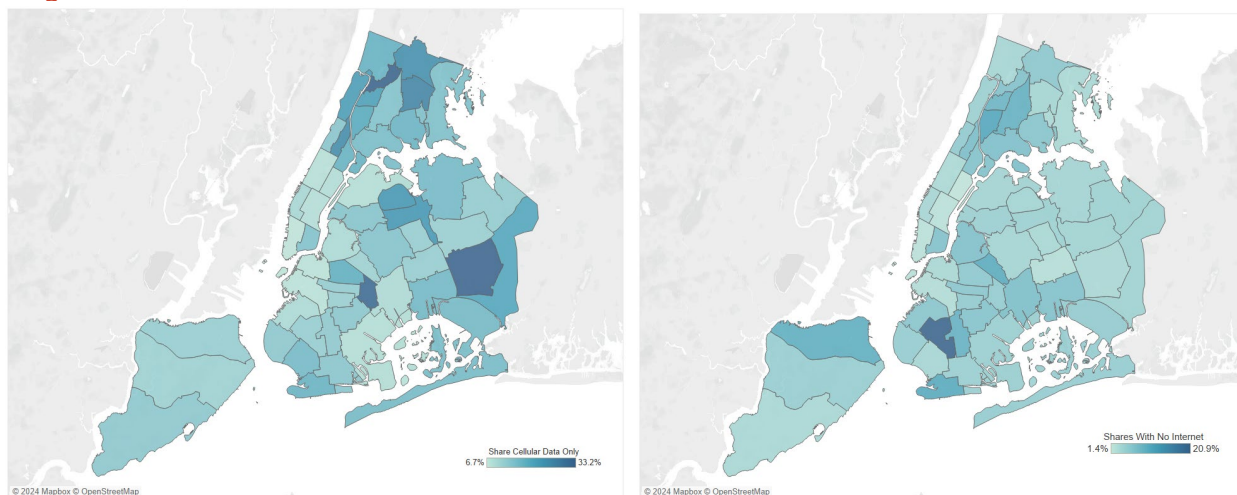 Share Cellular Data Only
6.7% 33.2%
© 2024 Mapbox © OpenStreetMap
Shares With No Internet
1.4% 20.9%
© 2024 Mapbox © OpenStreetMap